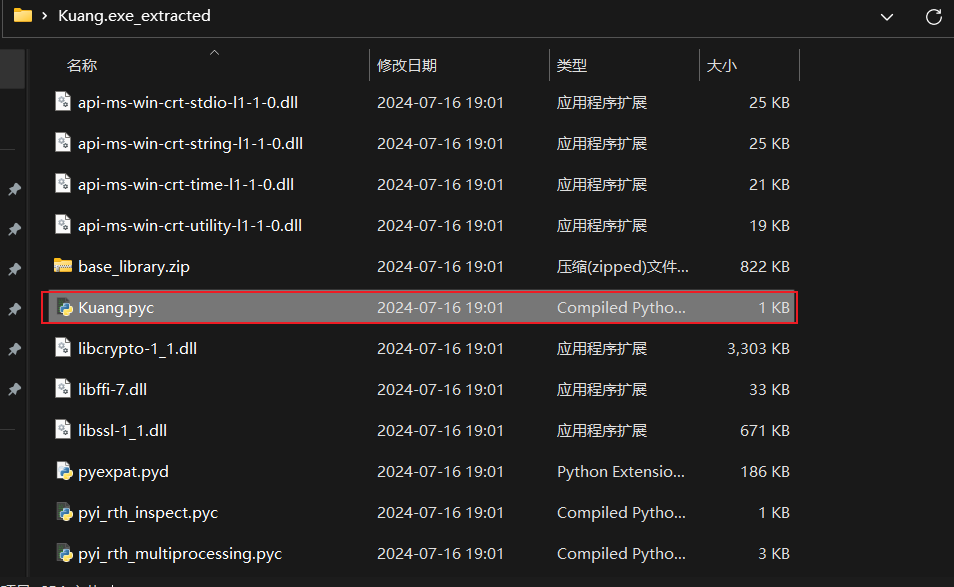 Kuang.exe_extracted
名称 修改日期 类型 大小
api-ms-win-crt-stdio-l1-1-0.dll 2024-07-16 19:01 应用程序扩展 25 KB
api-ms-win-crt-string-l1-1-0.dll 2024-07-16 19:01 应用程序扩展 25 KB
api-ms-win-crt-time-l1-1-0.dll 2024-07-16 19:01 应用程序扩展 21 KB
api-ms-win-crt-utility-l1-1-0.dll 2024-07-16 19:01 应用程序扩展 19 KB
base_library.zip 2024-07-16 19:01 压缩(zipped)文件... 822 KB
Kuang.pyc 2024-07-16 19:01 Compiled Pytho... 1 KB
libcrypto-1_1.dll 2024-07-16 19:01 应用程序扩展 3,303 KB
libffi-7.dll 2024-07-16 19:01 应用程序扩展 33 KB
libssl-1_1.dll 2024-07-16 19:01 应用程序扩展 671 KB
pyexpat.pyd 2024-07-16 19:01 Python Extensio... 186 KB
pyi_rth_inspect.pyc 2024-07-16 19:01 Compiled Pytho... 1 KB
pyi_rth_multiprocessing.pyc 2024-07-16 19:01 Compiled Pytho... 3 KB